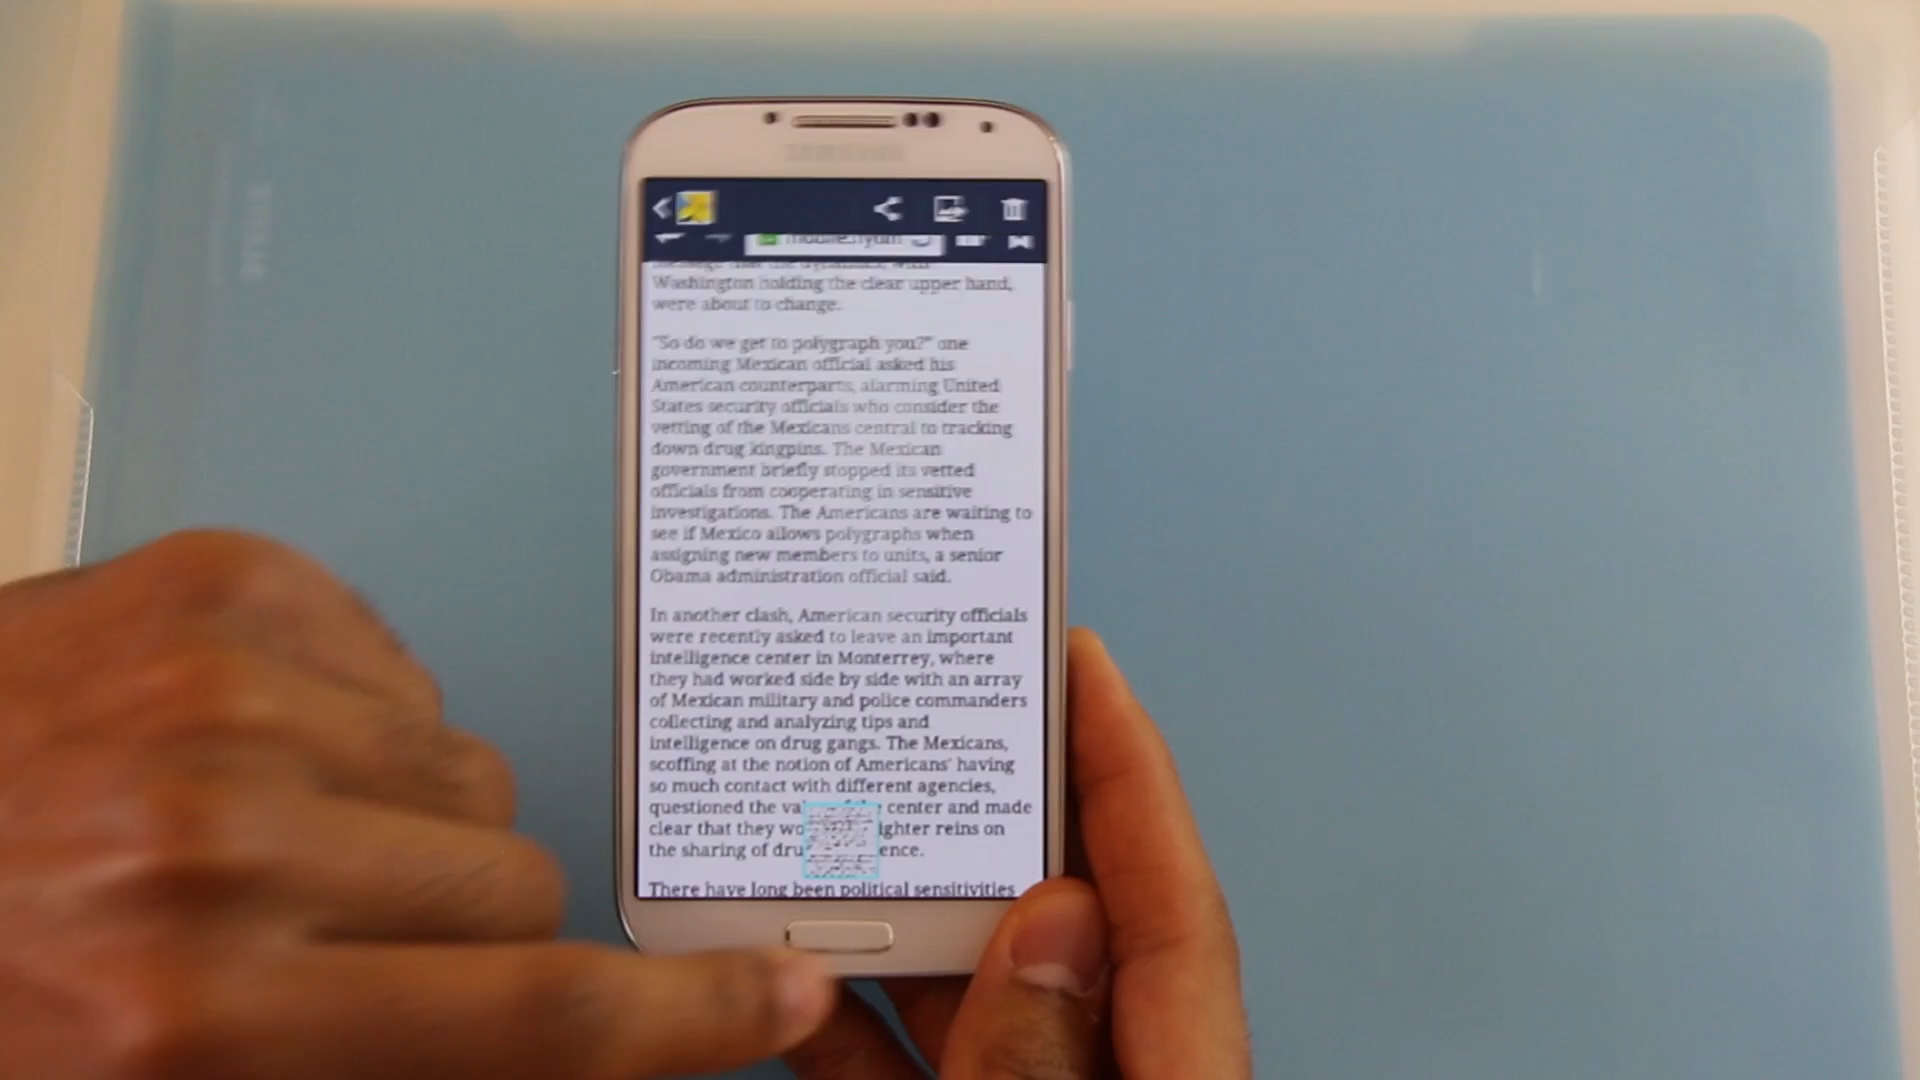 SAMSUNG
Washington holding the clear upper hand,
were about to change.
"So do we get to polygraph you?" one
incoming Mexican official asked his
American counterparts, alarming United
States security officials who consider the
vetting of the Mexicans central to tracking
down drug kingpins. The Mexican
government briefly stopped its vetted
officials from cooperating in sensitive
investigations. The Americans are waiting to
see if Mexico allows polygraphs when
assigning new members to units, a senior
Obama administration official said.
In another clash, American security officials
were recently asked to leave an important
intelligence center in Monterrey, where
they had worked side by side with an array
of Mexican military and police commanders
collecting and analyzing tips and
intelligence on drug gangs. The Mexicans,
scoffing at the notion of Americans' having
so much contact with different agencies,
questioned the of the center and made
clear that they reins on
the sharing of
There have long been political sensitivities